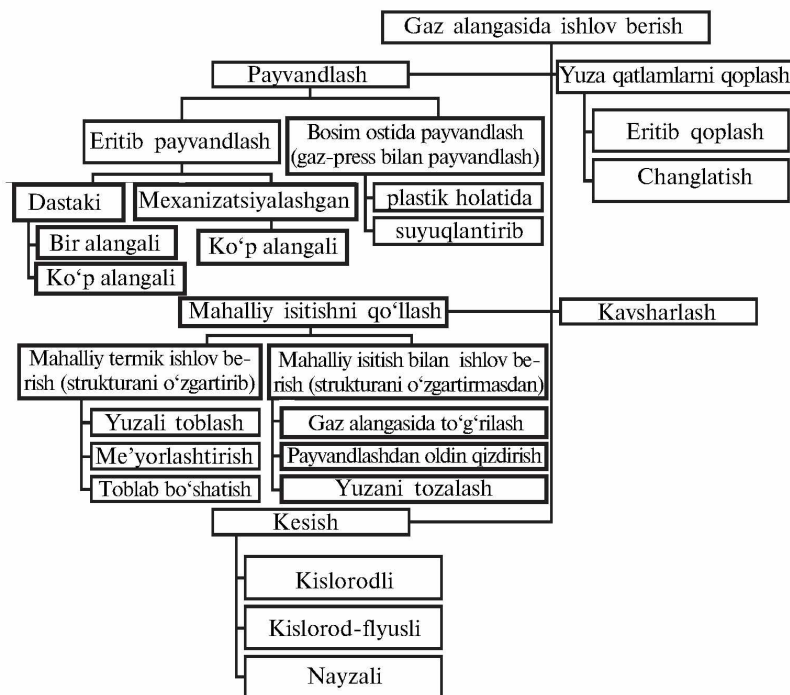 Gaz alangasida ishlov berish
Payvandlash
Yuza qatlamlarni qoplash
Eritib payvandlash
Bosim ostida payvandlash
(gaz-press bilan payvandlash)
Eritib qoplash
Changlatish
Dastaki
Mexanizatsiyalashgan
plastik holatida
suyuqlantirib
Bir alangali
Ko‘p alangali
Ko‘p alangali
Mahalliy isitishni qo‘llash
Kavsharlash
Mahalliy termik ishlov be-
rish (strukturani o‘zgartirib)
Mahalliy isitish bilan ishlov be-
rish (strukturani o‘zgartirmasdan)
Yuzali toblash
Me’yorlashtirish
Toblab bo‘shatish
Gaz alangasida to‘g‘rilash
Payvandlashdan oldin qizdirish
Yuzani tozalash
Kesish
Kislorodli
Kislorod-flyusli
Nayzali